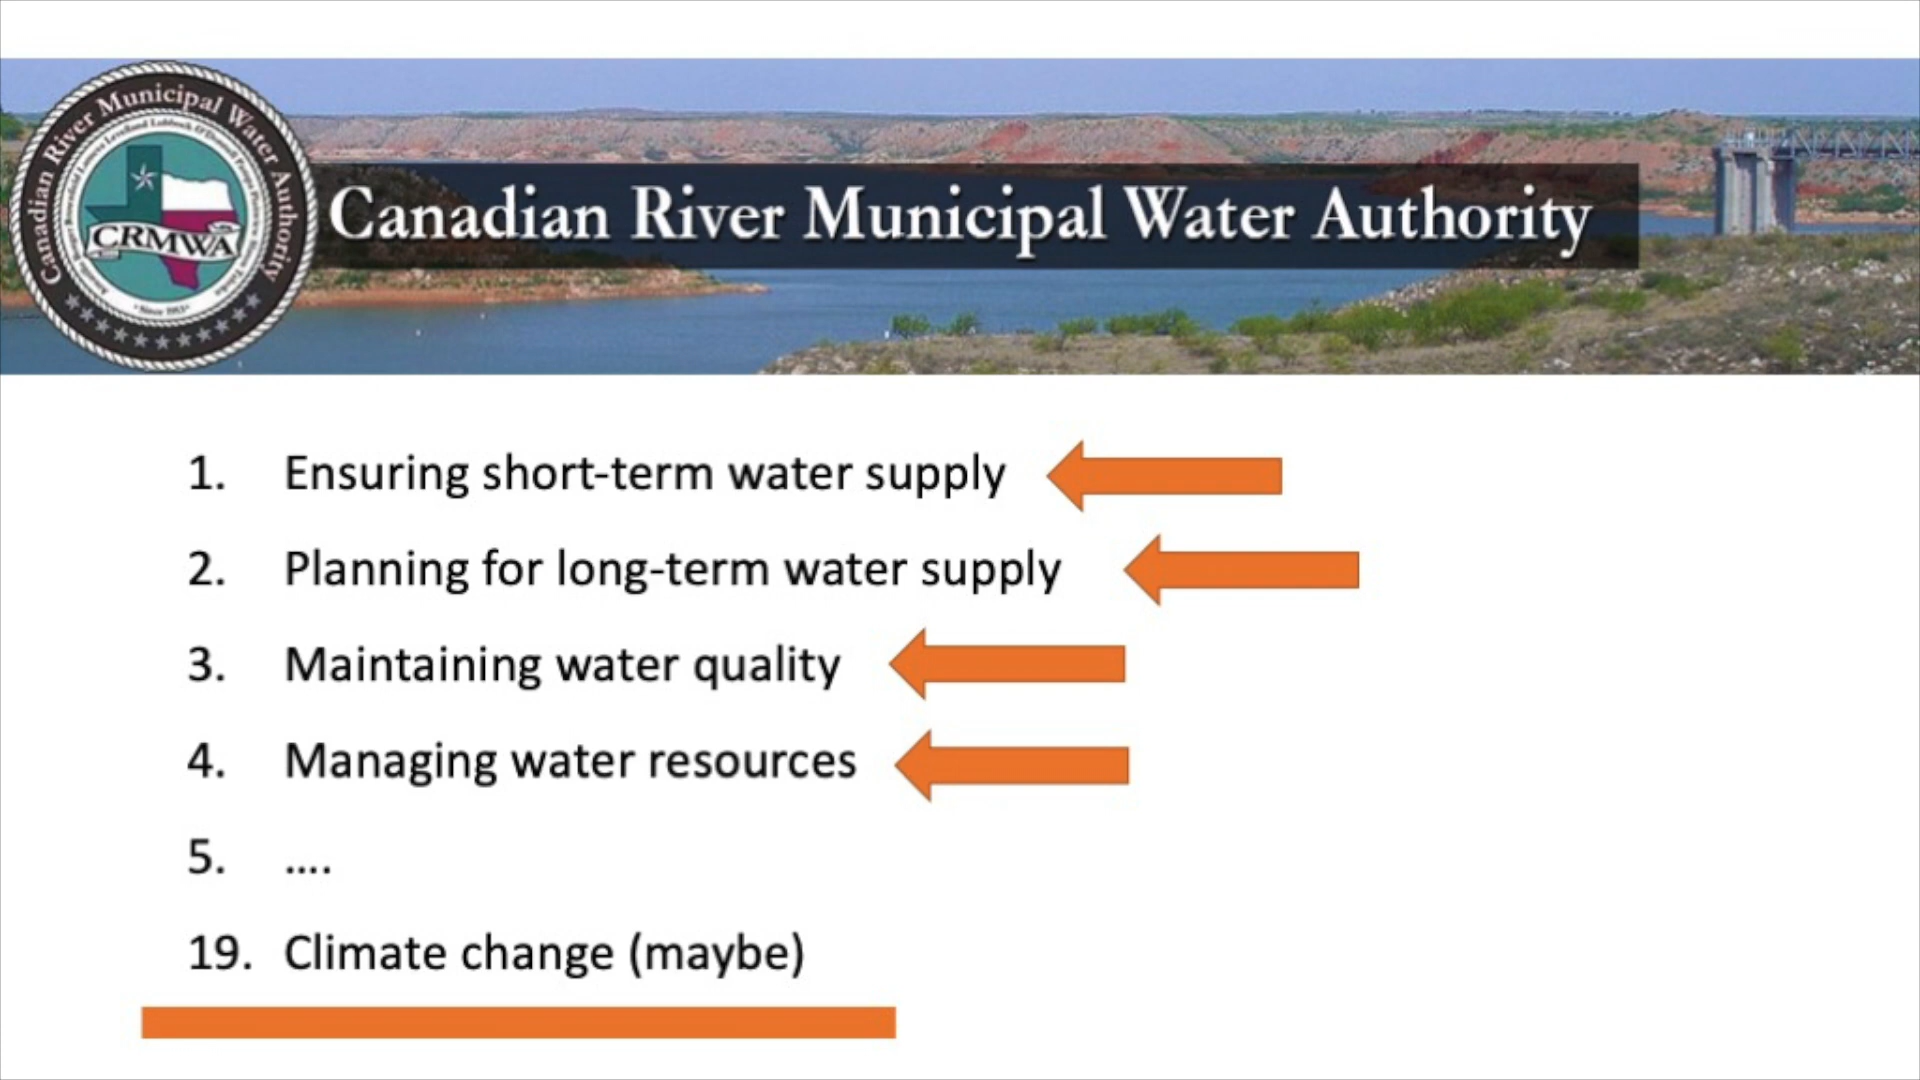 Canadian River Municipal Water Authority
CRMWA
Canadian River Municipal Water Authority
1. Ensuring short-term water supply
2. Planning for long-term water supply
3. Maintaining water quality
4. Managing water resources
5. ....
19. Climate change (maybe)